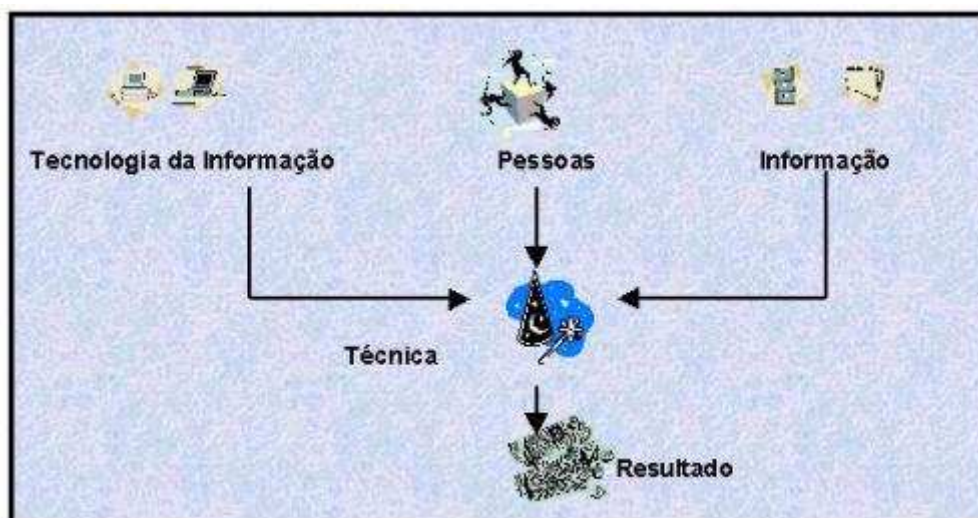 Tecnologia da Informação
Pessoas
Informação
Técnica
Resultado